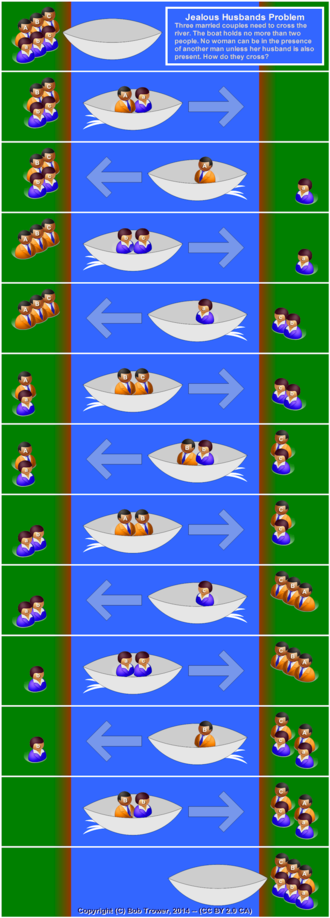 Jealous Husbands Problem
Three married couples need to cross the
river. The boat holds no more than two
people. No woman can be in the presence
of another man unless her husband is also
present. How do they cross?
Copyright (C) Bob Trower, 2014 -- (CC BY 2.5 CA)